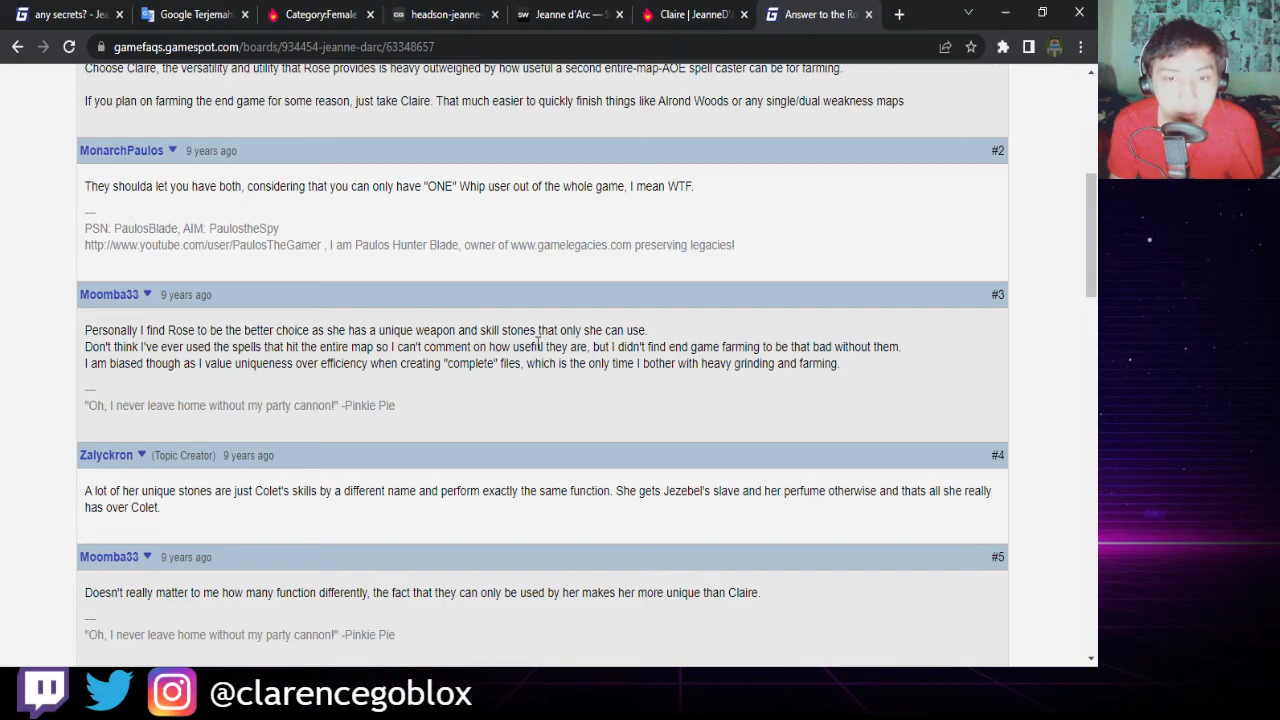 any secrets? - Je
Google Terjemah
Category:Female
headson-jeanne-
Jeanne d'Arc — S
Claire | JeanneD'A
Answer to the Ro
gamefaqs.gamespot.com/boards/934454-jeanne-darc/63348657
Choose Claire, the versatility and utility that Rose provides is heavy outweighed by how useful a second entire-map-AOE spell caster can be for farming.
If you plan on farming the end game for some reason, just take Claire. That much easier to quickly finish things like Alrond Woods or any single/dual weakness maps
MonarchPaulos 9 years ago #2
They shoulda let you have both, considering that you can only have "ONE" Whip user out of the whole game, I mean WTF.
---
PSN: PaulosBlade, AIM: PaulostheSpy
http://www.youtube.com/user/PaulosTheGamer , I am Paulos Hunter Blade, owner of www.gamelegacies.com preserving legacies!
Moomba33 9 years ago #3
Personally I find Rose to be the better choice as she has a unique weapon and skill stones that only she can use.
Don't think I've ever used the spells that hit the entire map so I can't comment on how useful they are, but I didn't find end game farming to be that bad without them.
I am biased though as I value uniqueness over efficiency when creating "complete" files, which is the only time I bother with heavy grinding and farming.
---
"Oh, I never leave home without my party cannon!" -Pinkie Pie
Zalyckron (Topic Creator) 9 years ago #4
A lot of her unique stones are just Colet's skills by a different name and perform exactly the same function. She gets Jezebel's slave and her perfume otherwise and thats all she really
has over Colet.
Moomba33 9 years ago #5
Doesn't really matter to me how many function differently, the fact that they can only be used by her makes her more unique than Claire.
---
"Oh, I never leave home without my party cannon!" -Pinkie Pie
@clarencegoblox